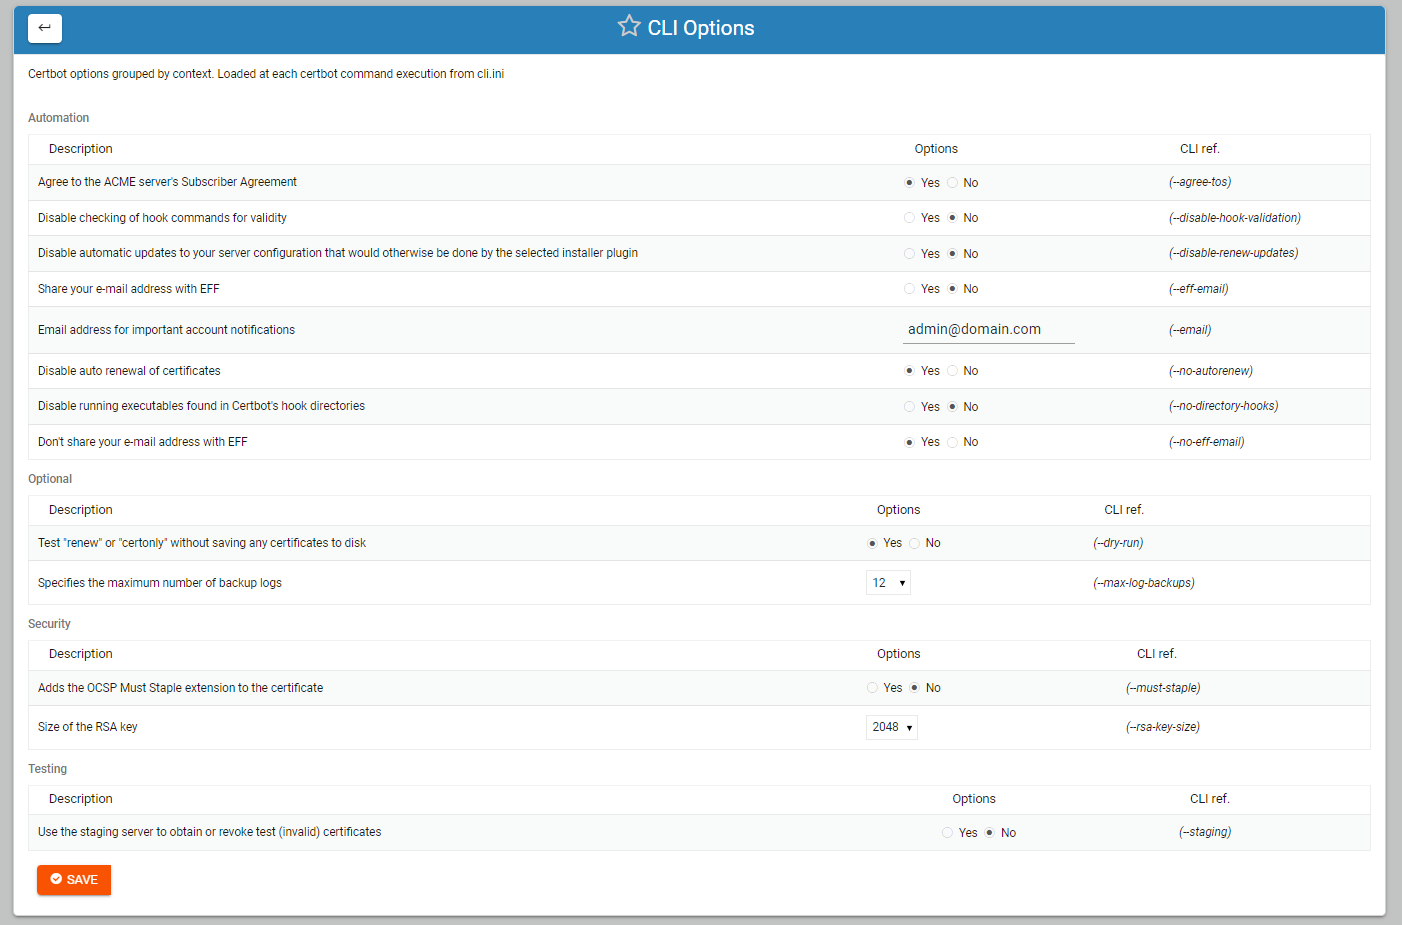 CLI Options
Certbot options grouped by context. Loaded at each certbot command execution from cli.ini
Automation
Description Options CLI ref.
Agree to the ACME server's Subscriber Agreement Yes No (--agree-tos)
Disable checking of hook commands for validity Yes No (--disable-hook-validation)
Disable automatic updates to your server configuration that would otherwise be done by the selected installer plugin Yes No (--disable-renew-updates)
Share your e-mail address with EFF Yes No (--eff-email)
Email address for important account notifications admin@domain.com (--email)
Disable auto renewal of certificates Yes No (--no-autorenew)
Disable running executables found in Certbot's hook directories Yes No (--no-directory-hooks)
Don't share your e-mail address with EFF Yes No (--no-eff-email)
Optional
Description Options CLI ref.
Test "renew" or "certonly" without saving any certificates to disk Yes No (--dry-run)
Specifies the maximum number of backup logs 12 (--max-log-backups)
Security
Description Options CLI ref.
Adds the OCSP Must Staple extension to the certificate Yes No (--must-staple)
Size of the RSA key 2048 (--rsa-key-size)
Testing
Description Options CLI ref.
Use the staging server to obtain or revoke test (invalid) certificates Yes No (--staging)
SAVE